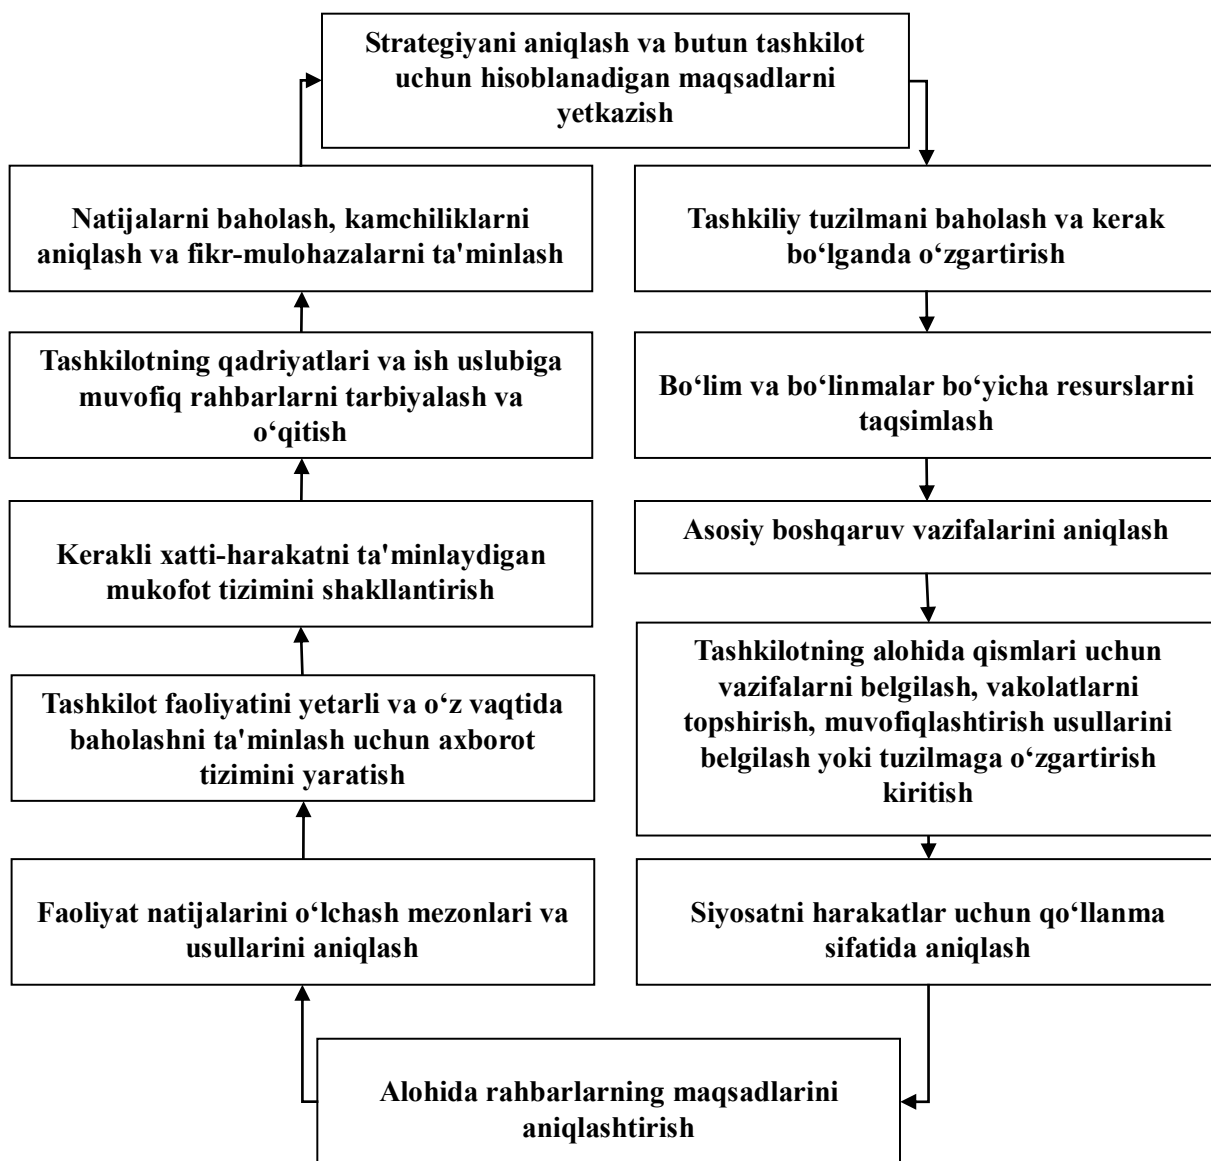 Strategiyani aniqlash va butun tashkilot
uchun hisoblanadigan maqsadlarni
yetkazish
Natijalarni baholash, kamchiliklarni
aniqlash va fikr-mulohazalarni ta'minlash
Tashkiliy tuzilmani baholash va kerak
bo‘lganda o‘zgartirish
Tashkilotning qadriyatlari va ish uslubiga
muvofiq rahbarlarni tarbiyalash va
o‘qitish
Bo‘lim va bo‘linmalar bo‘yicha resurslarni
taqsimlash
Kerakli xatti-harakatni ta'minlaydigan
mukofot tizimini shakllantirish
Asosiy boshqaruv vazifalarini aniqlash
Tashkilot faoliyatini yetarli va o‘z vaqtida
baholashni ta'minlash uchun axborot
tizimini yaratish
Tashkilotning alohida qismlari uchun
vazifalarni belgilash, vakolatlarni
topshirish, muvofiqlashtirish usullarini
belgilash yoki tuzilmaga o‘zgartirish
kiritish
Faoliyat natijalarini o‘lchash mezonlari va
usullarini aniqlash
Siyosatni harakatlar uchun qo‘llanma
sifatida aniqlash
Alohida rahbarlarning maqsadlarini
aniqlashtirish